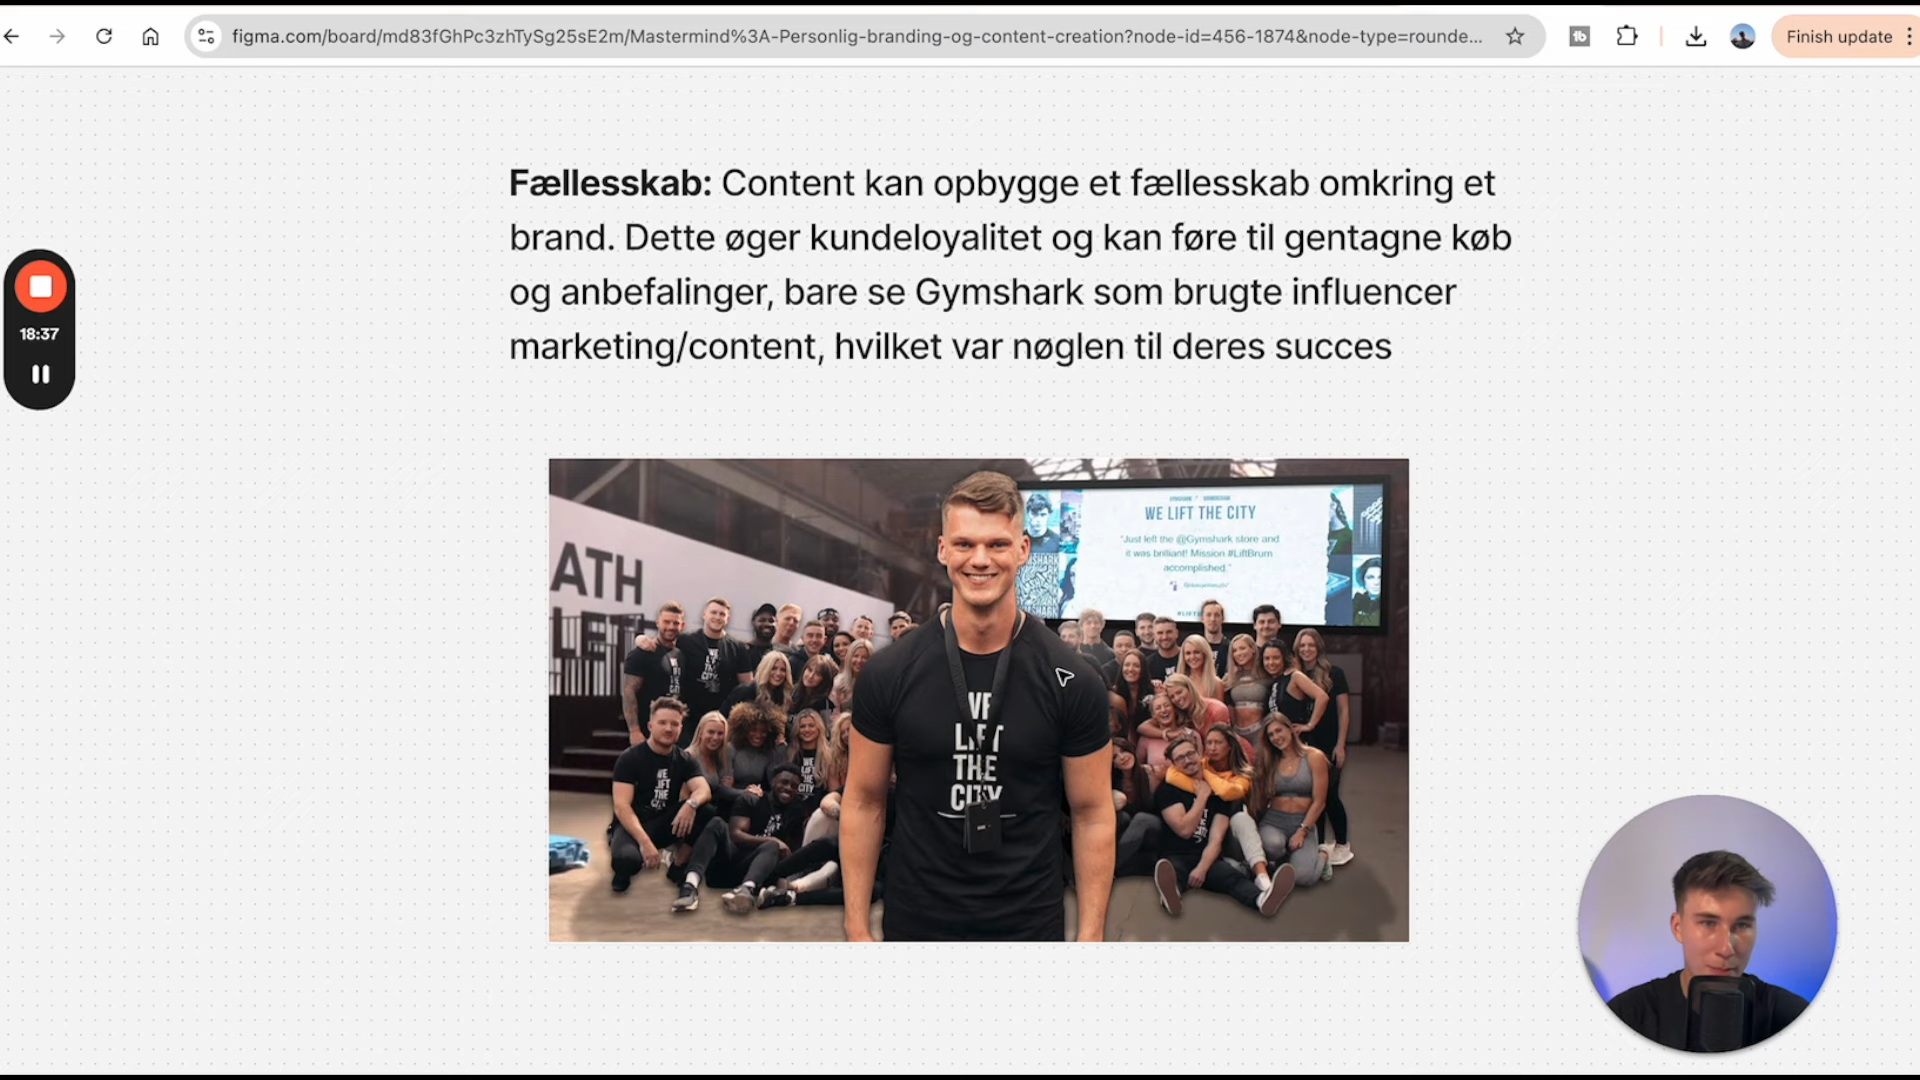 figma.com/board/md83fGhPc3zhTySg25sE2m/Mastermind%3A-Personlig-branding-og-content-creation?node-id=456-1874&node-type=rounde...
Finish update
Fællesskab: Content kan opbygge et fællesskab omkring et
brand. Dette øger kundeloyalitet og kan føre til gentagne køb
og anbefalinger, bare se Gymshark som brugte influencer
marketing/content, hvilket var nøglen til deres succes
18:37
WE LIFT THE CITY
"Just left the @Gymshark store and
it was brilliant! Mission #LiftBrum
accomplished."
ATH
LET
WE
LIFT
THE
CITY